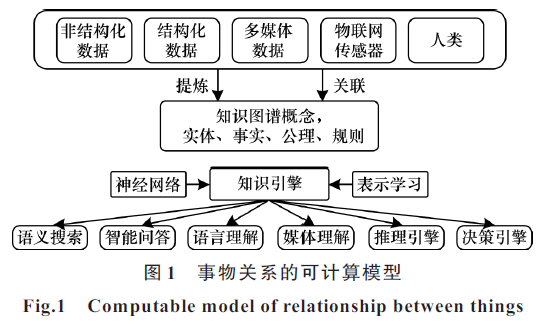 非结构化数据
结构化数据
多媒体数据
物联网传感器
人类
提炼
关联
知识图谱概念,
实体、事实、公理、规则
神经网络
知识引擎
表示学习
语义搜索
智能问答
语言理解
媒体理解
推理引擎
决策引擎
图 1 事物关系的可计算模型
Fig.1 Computable model of relationship between things